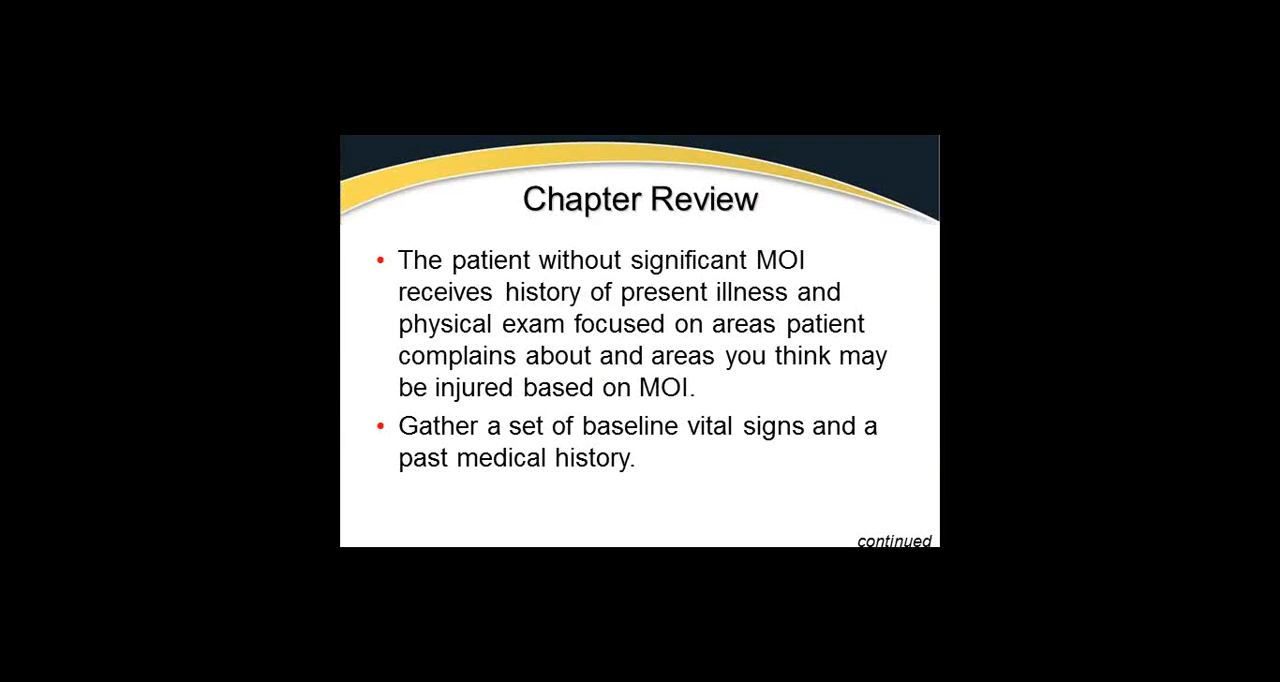 Chapter Review
• The patient without significant MOI
receives history of present illness and
physical exam focused on areas patient
complains about and areas you think may
be injured based on MOI.
• Gather a set of baseline vital signs and a
past medical history.
continued